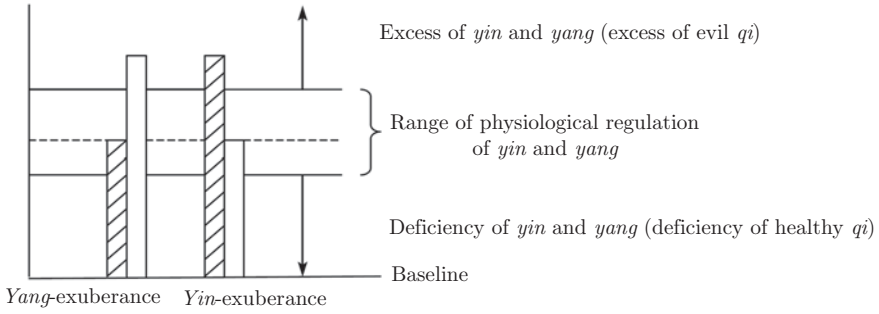 Excess of yin and yang (excess of evil qi)
Range of physiological regulation
of yin and yang
Deficiency of yin and yang (deficiency of healthy qi)
Baseline
Yang-exuberance Yin-exuberance